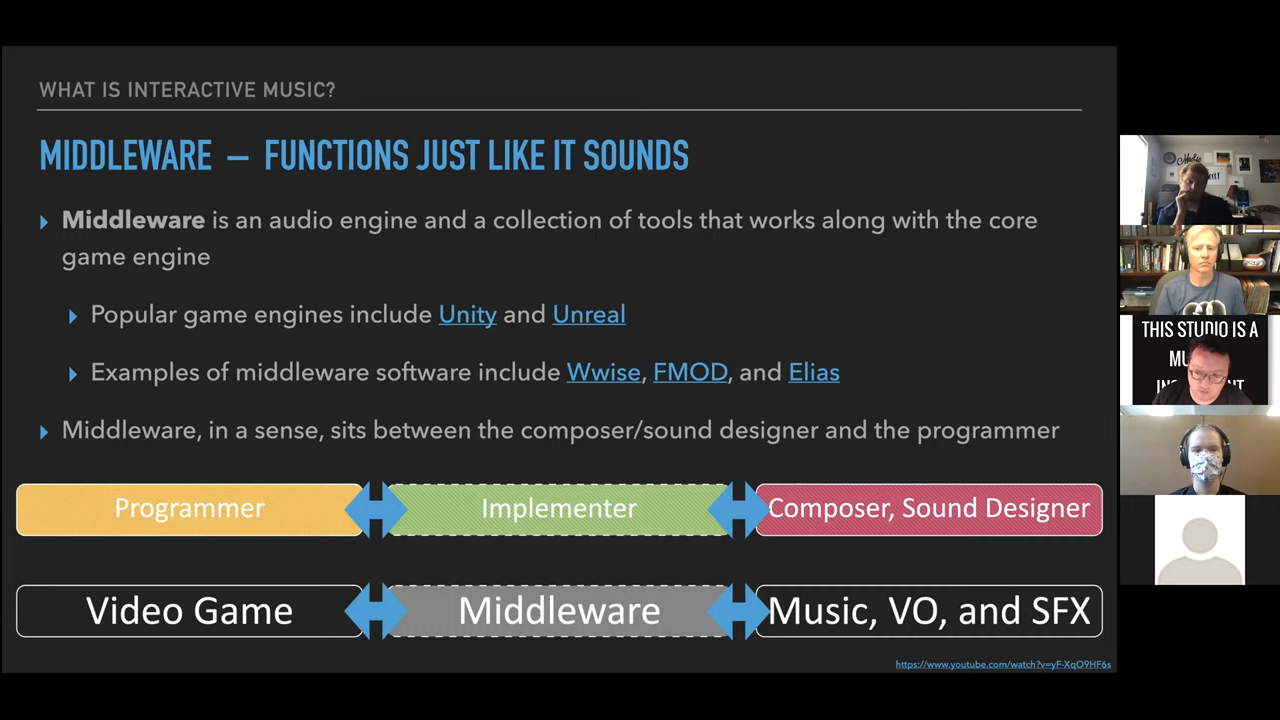 WHAT IS INTERACTIVE MUSIC?
MIDDLEWARE – FUNCTIONS JUST LIKE IT SOUNDS
Middleware is an audio engine and a collection of tools that works along with the core
game engine
Popular game engines include Unity and Unreal
Examples of middleware software include Wwise, FMOD, and Elias
Middleware, in a sense, sits between the composer/sound designer and the programmer
Programmer
Implementer
Composer, Sound Designer
Video Game
Middleware
Music, VO, and SFX
https://www.youtube.com/watch?v=yF-XqO9HF6s
THIS STUDIO IS A